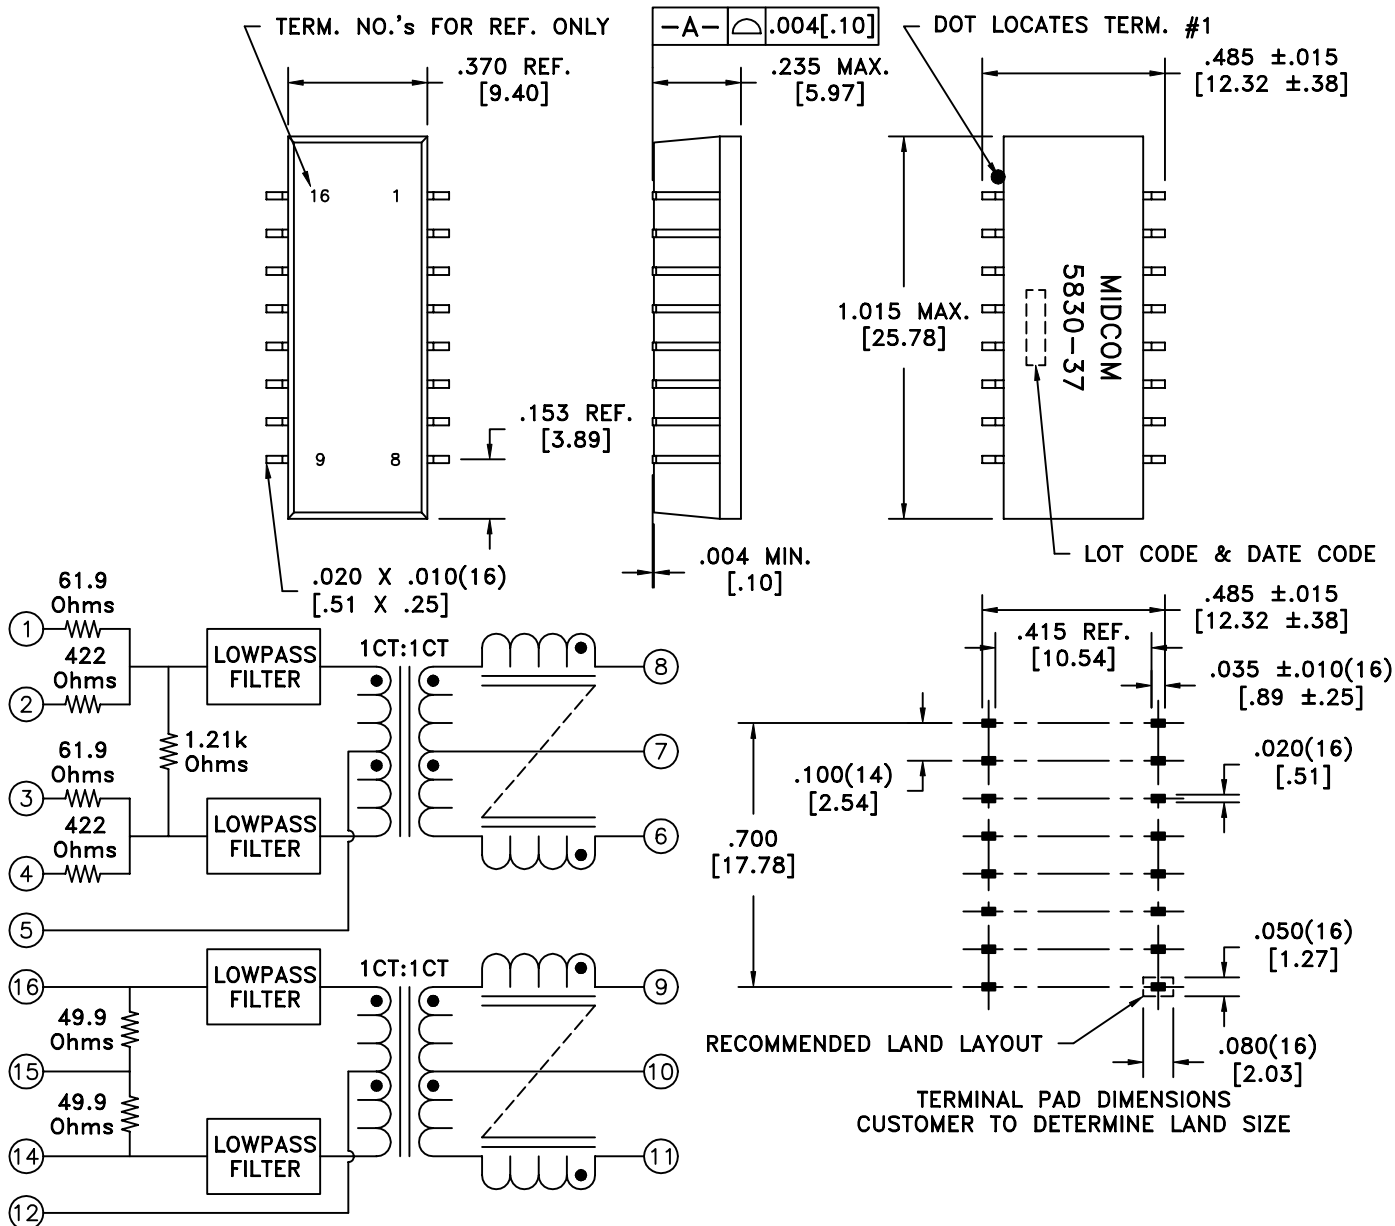 TERM. NO.'s FOR REF. ONLY
-A- .004[.10]
DOT LOCATES TERM. #1
.370 REF.
[9.40]
.235 MAX.
[5.97]
.485 ±.015
[12.32 ±.38]
16 1
9 8
1.015 MAX.
[25.78]
MIDCOM
5830-37
.153 REF.
[3.89]
.004 MIN.
[.10]
LOT CODE & DATE CODE
.020 X .010(16)
[.51 X .25]
61.9
Ohms
1
422
Ohms
2
61.9
Ohms
3
422
Ohms
4
5
1.21k
Ohms
LOWPASS
FILTER
LOWPASS
FILTER
1CT:1CT
8
7
6
16
49.9
Ohms
15
49.9
Ohms
14
12
LOWPASS
FILTER
LOWPASS
FILTER
1CT:1CT
9
10
11
.485 ±.015
[12.32 ±.38]
.415 REF.
[10.54]
.035 ±.010(16)
[.89 ±.25]
.100(14)
[2.54]
.020(16)
[.51]
.700
[17.78]
.050(16)
[1.27]
RECOMMENDED LAND LAYOUT
.080(16)
[2.03]
TERMINAL PAD DIMENSIONS
CUSTOMER TO DETERMINE LAND SIZE